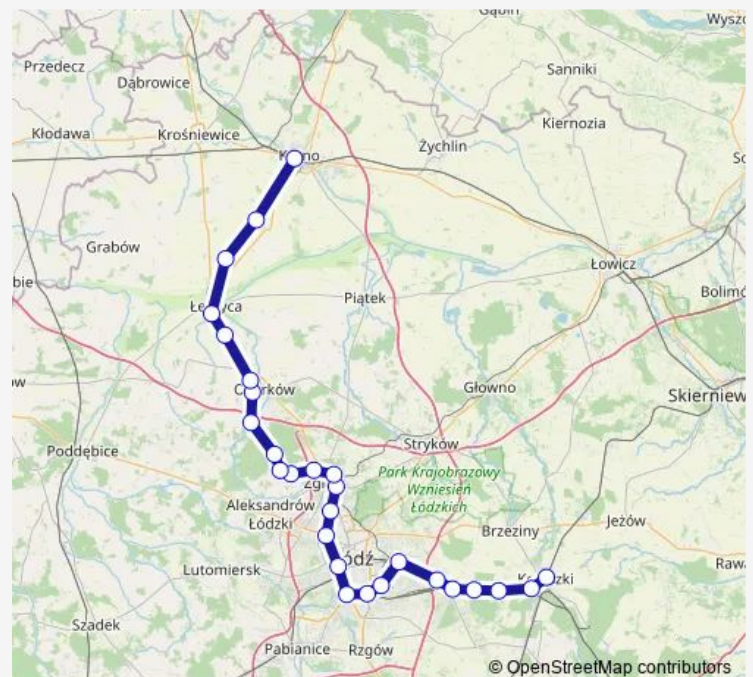 Gąbin
Przedecz
Dąbrowice
Sanniki
Kłodawa
Krośniewice
Żychlin
Kiernozia
Grabów
Łowicz
Piątek
Bolimó
Głowno
Skierniew
Poddębice
Stryków
Park Krajobrazowy
Wzniesień
Łódzkich
Aleksandrów
Łódzki
Brzeziny
Jeżów
Rawa
Lutomiersk
Szadek
Pabianice
Rzgów
© OpenStreetMap contributors